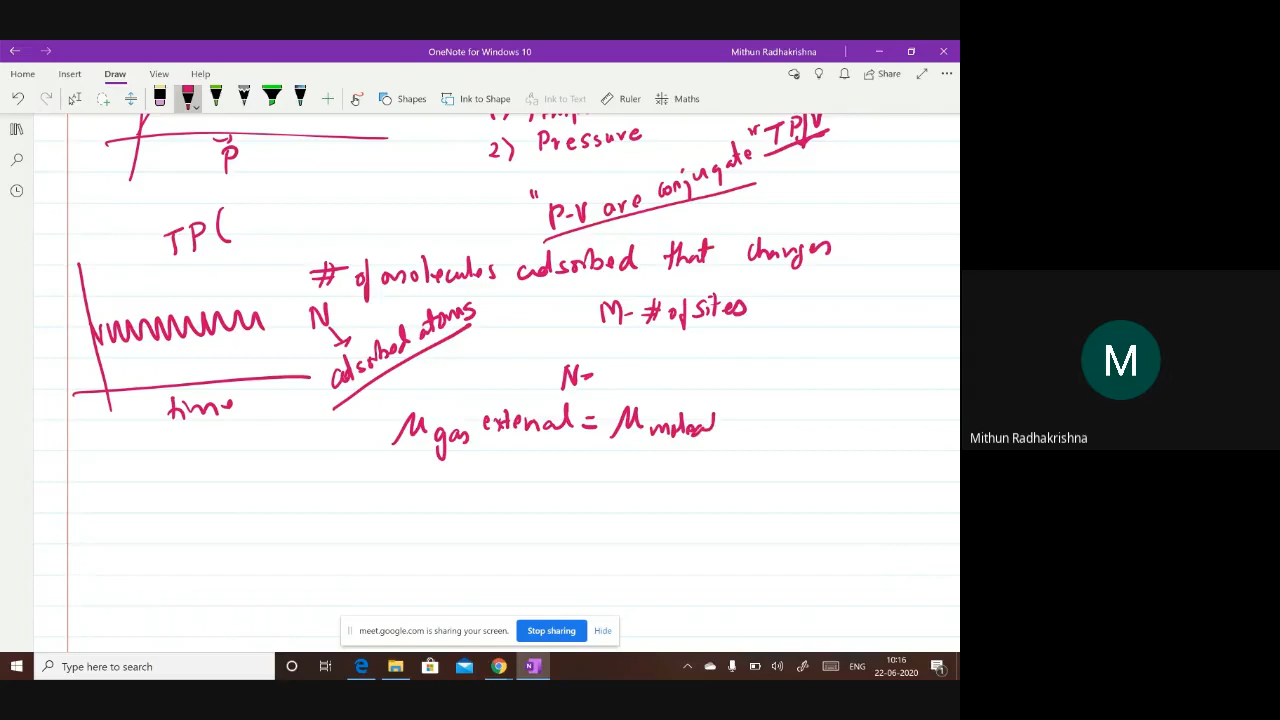 OneNote for Windows 10
Mithun Radhakrishna
Home Insert Draw View Help
Share
Shapes Ink to Shape Ink to Text Ruler Maths
P
2) Pressure
"P-V are conjugate" TP/V
TP(
# of molecules adsorbed that changes
N
adsorbed atoms
M- # of sites
time
N=
μgas external = μ
Mithun Radhakrishna
M
meet.google.com is sharing your screen. Stop sharing Hide
Type here to search
ENG
10:16
22-06-2020
1